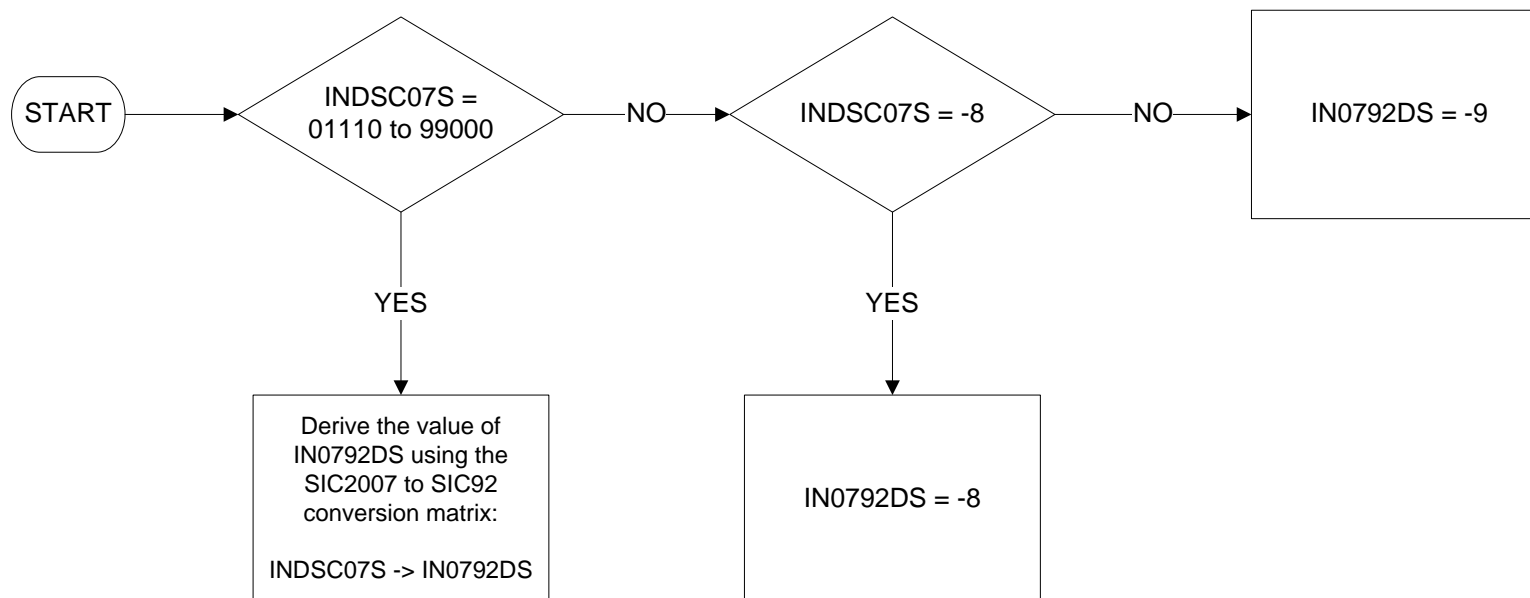 START
INDSC07S =
01110 to 99000
NO
INDSC07S = -8
NO
IN0792DS = -9
YES
YES
Derive the value of
IN0792DS using the
SIC2007 to SIC92
conversion matrix:
INDSC07S -> IN0792DS
IN0792DS = -8